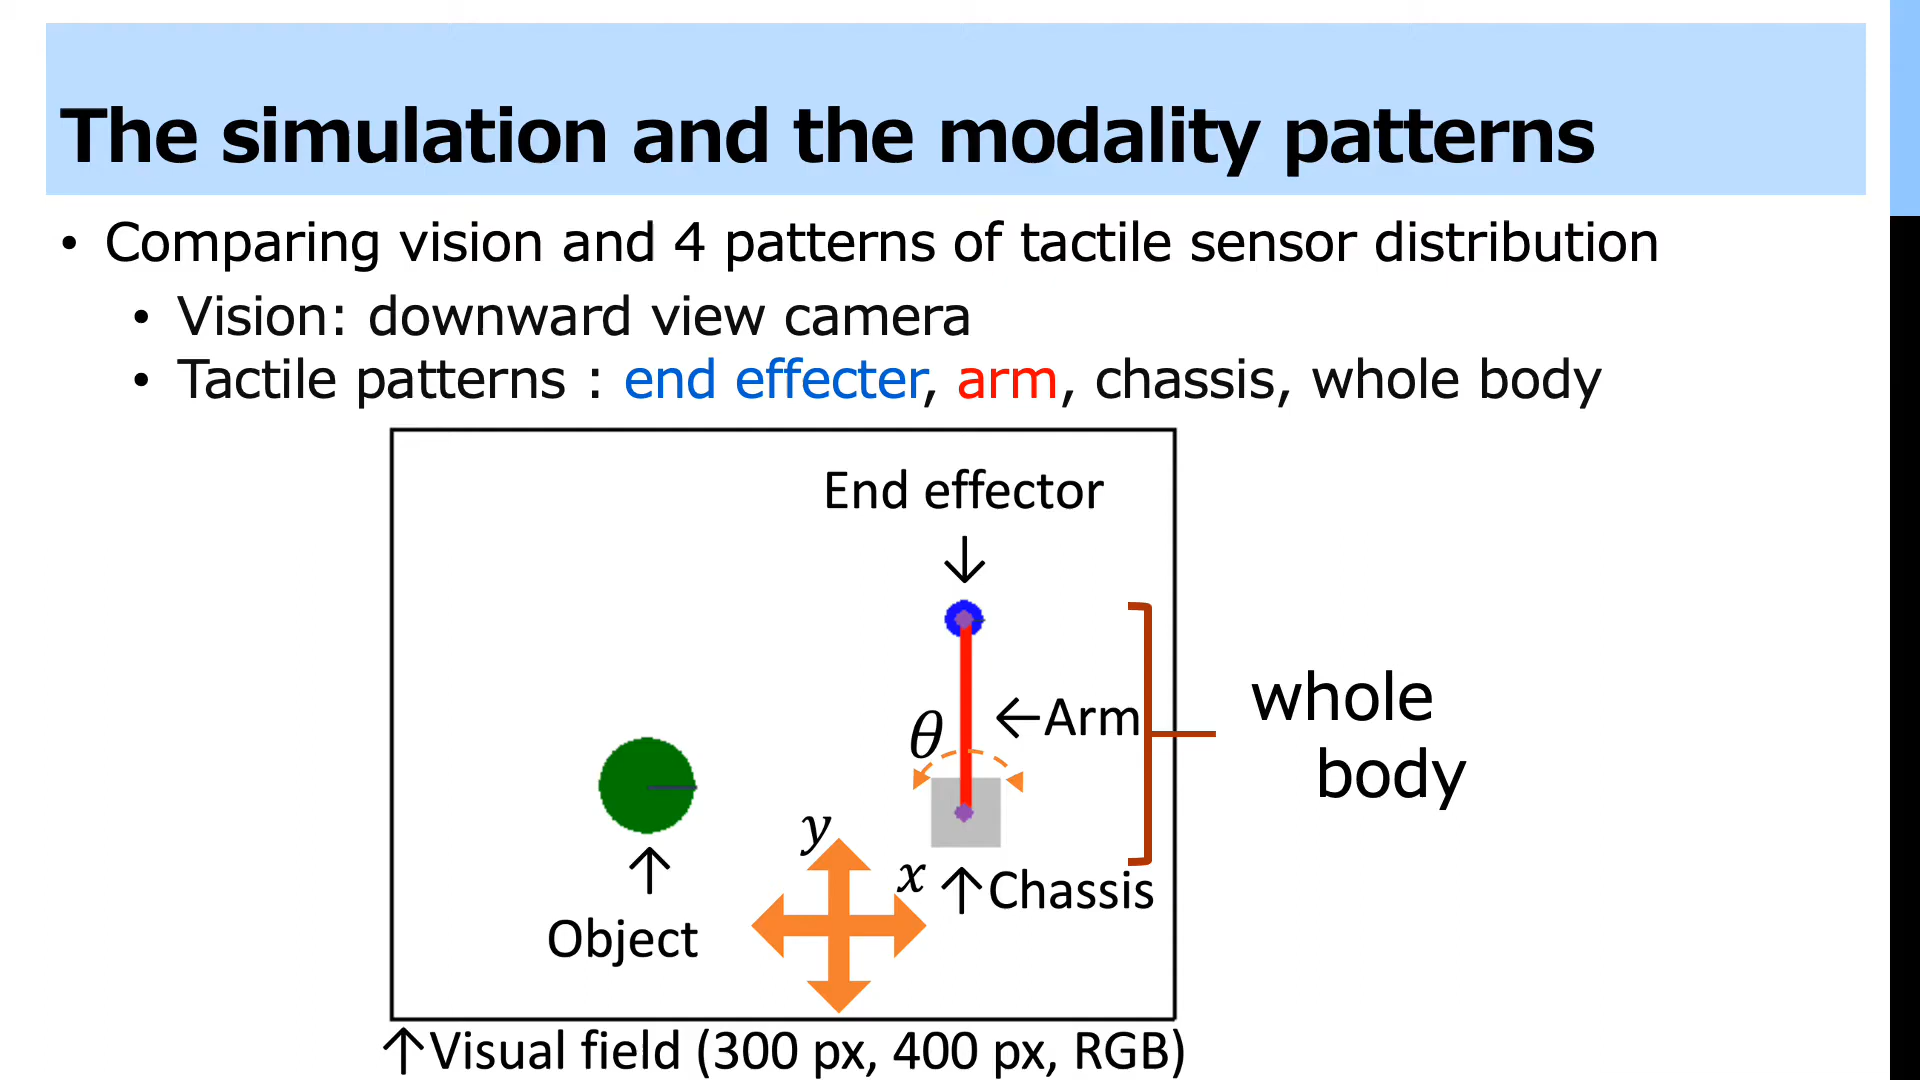 The simulation and the modality patterns
• Comparing vision and 4 patterns of tactile sensor distribution
• Vision: downward view camera
• Tactile patterns : end effecter, arm, chassis, whole body
End effector
↓
←Arm
θ
whole
body
y
x
↑Chassis
↑
Object
↑Visual field (300 px, 400 px, RGB)